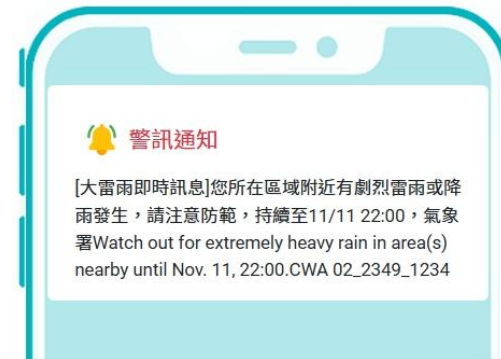 警訊通知
[大雷雨即時訊息]您所在區域附近有劇烈雷雨或降
雨發生，請注意防範，持續至11/11 22:00，氣象
署Watch out for extremely heavy rain in area(s)
nearby until Nov. 11, 22:00.CWA 02_2349_1234